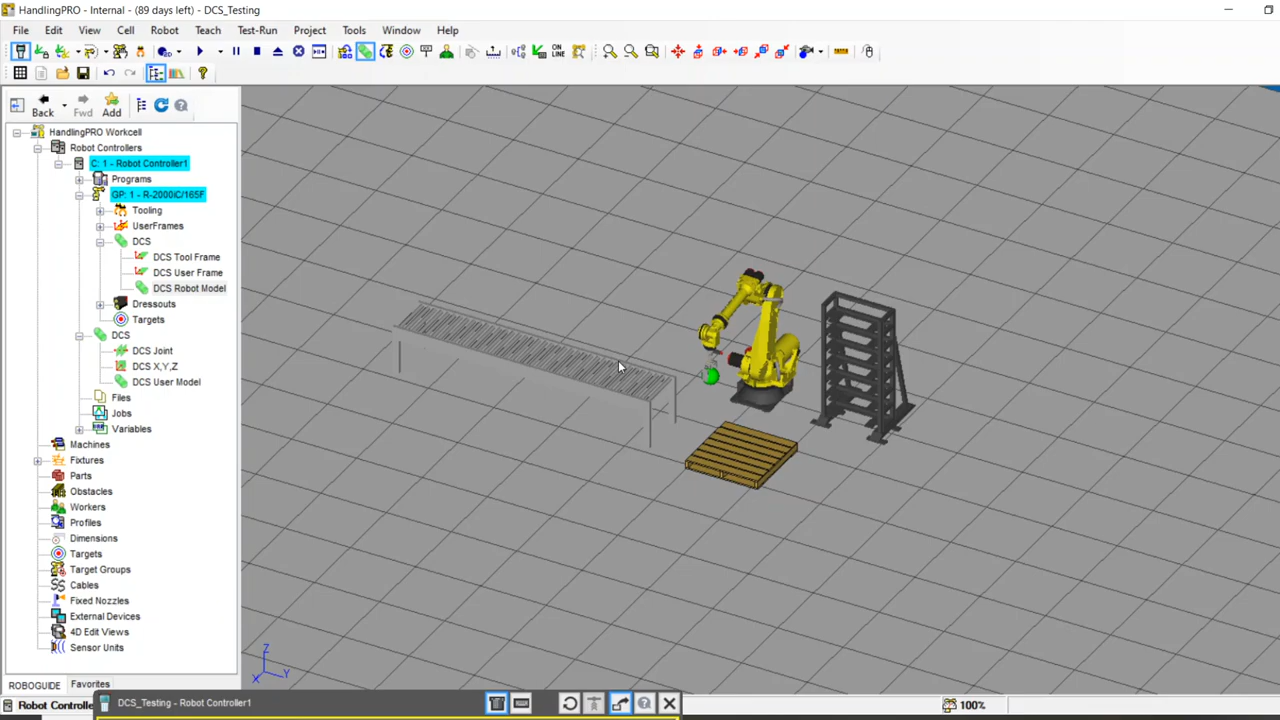 HandlingPRO - Internal - (89 days left) - DCS_Testing
File Edit View Cell Robot Teach Test-Run Project Tools Window Help
ON
LINE
Back Fwd Add
HandlingPRO Workcell
Robot Controllers
C: 1 - Robot Controller1
Programs
GP: 1 - R-2000iC/165F
Tooling
UserFrames
DCS
DCS Tool Frame
DCS User Frame
DCS Robot Model
Dressouts
Targets
DCS
DCS Joint
DCS X,Y,Z
DCS User Model
Files
Jobs
Variables
Machines
Fixtures
Parts
Obstacles
Workers
Profiles
Dimensions
Targets
Target Groups
Cables
Fixed Nozzles
External Devices
4D Edit Views
Sensor Units
Z
X
Y
ROBOGUIDE Favorites
Robot Controlle
DCS_Testing - Robot Controller1
100%